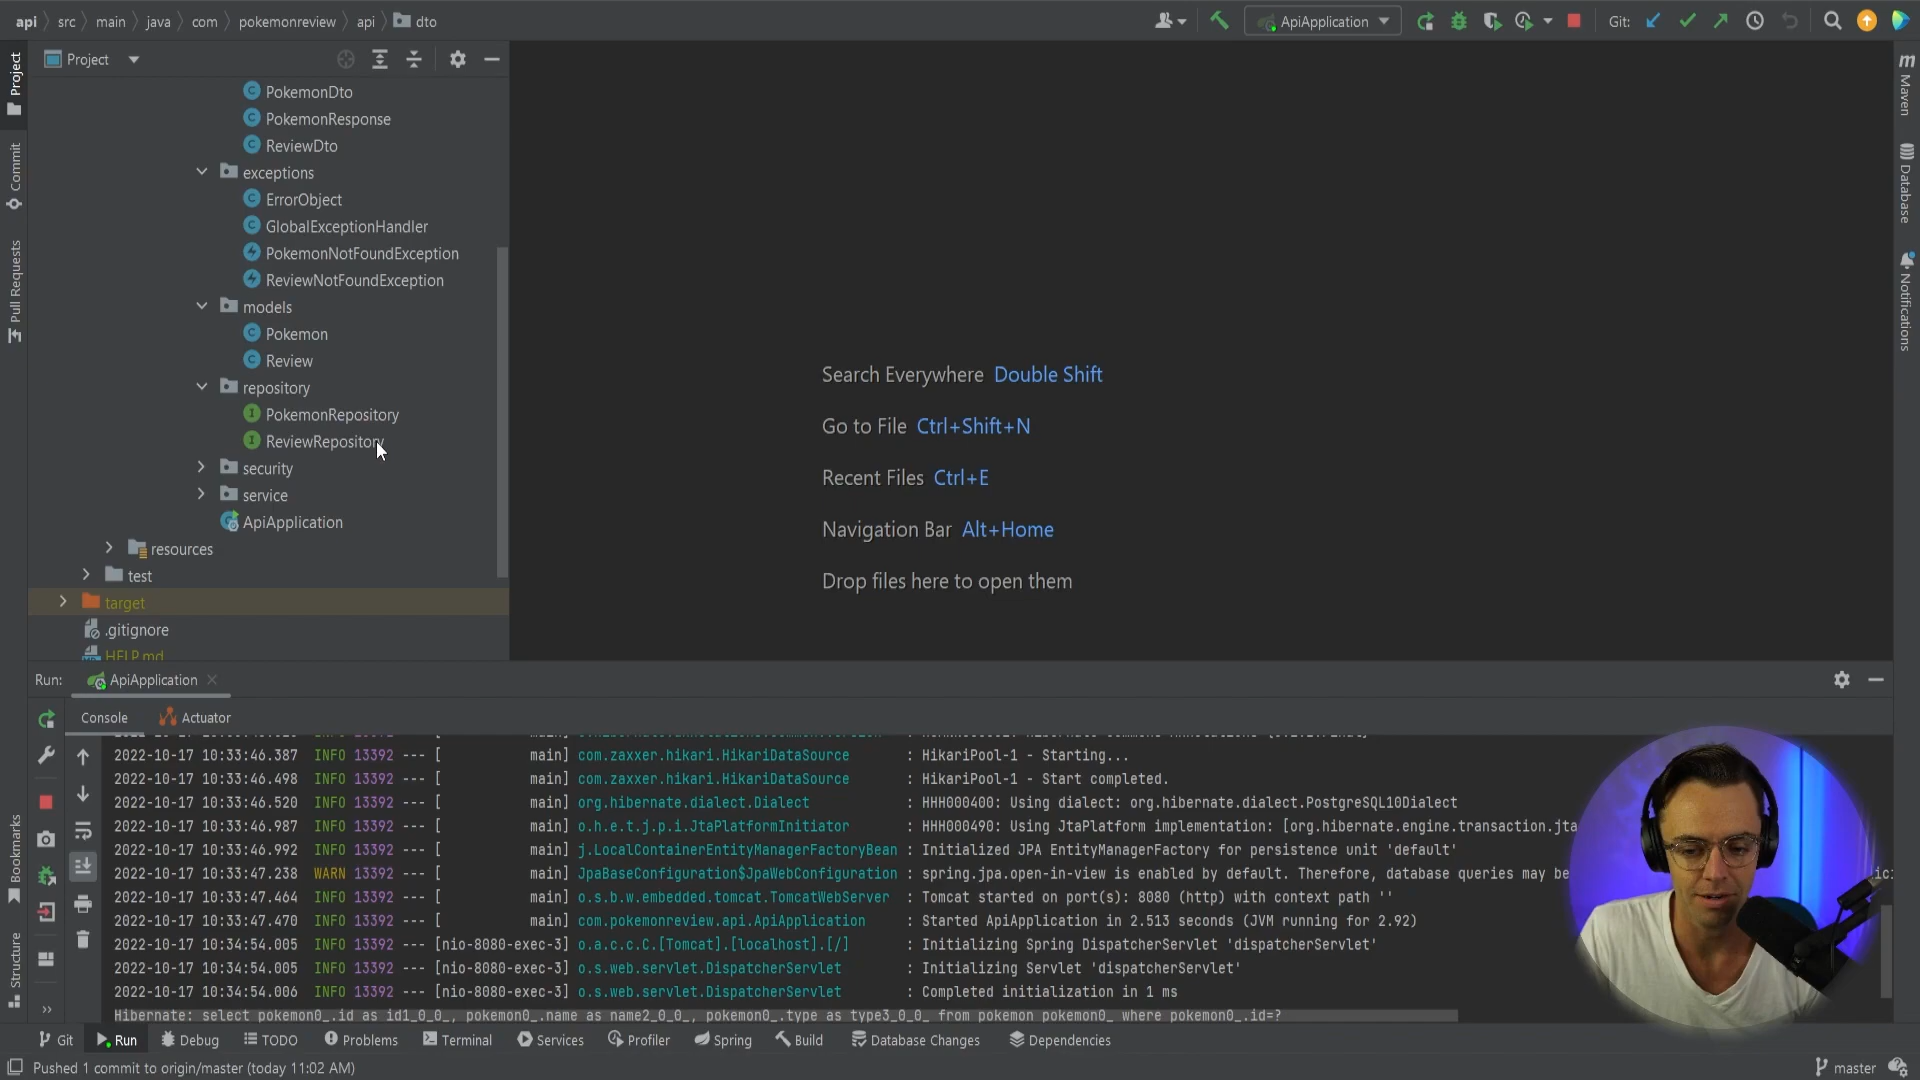 api src main java com pokemonreview api dto
ApiApplication
Git:
Project
PokemonDto
PokemonResponse
ReviewDto
exceptions
ErrorObject
GlobalExceptionHandler
PokemonNotFoundException
ReviewNotFoundException
models
Pokemon
Review
repository
PokemonRepository
ReviewRepository
security
service
ApiApplication
resources
test
target
.gitignore
HELP.md
Project
Commit
Pull Requests
Bookmarks
Structure
Search Everywhere Double Shift
Go to File Ctrl+Shift+N
Recent Files Ctrl+E
Navigation Bar Alt+Home
Drop files here to open them
Maven
Database
Notifications
Run: ApiApplication
Console Actuator
2022-10-17 10:33:46.387 INFO 13392 --- [ main] com.zaxxer.hikari.HikariDataSource : HikariPool-1 - Starting...
2022-10-17 10:33:46.498 INFO 13392 --- [ main] com.zaxxer.hikari.HikariDataSource : HikariPool-1 - Start completed.
2022-10-17 10:33:46.520 INFO 13392 --- [ main] org.hibernate.dialect.Dialect : HHH000400: Using dialect: org.hibernate.dialect.PostgreSQL10Dialect
2022-10-17 10:33:46.987 INFO 13392 --- [ main] o.h.e.t.j.p.i.JtaPlatformInitiator : HHH000490: Using JtaPlatform implementation: [org.hibernate.engine.transaction.jta
2022-10-17 10:33:46.992 INFO 13392 --- [ main] j.LocalContainerEntityManagerFactoryBean : Initialized JPA EntityManagerFactory for persistence unit 'default'
2022-10-17 10:33:47.238 WARN 13392 --- [ main] JpaBaseConfiguration$JpaWebConfiguration : spring.jpa.open-in-view is enabled by default. Therefore, database queries may be
2022-10-17 10:33:47.464 INFO 13392 --- [ main] o.s.b.w.embedded.tomcat.TomcatWebServer : Tomcat started on port(s): 8080 (http) with context path ''
2022-10-17 10:33:47.470 INFO 13392 --- [ main] com.pokemonreview.api.ApiApplication : Started ApiApplication in 2.513 seconds (JVM running for 2.92)
2022-10-17 10:34:54.005 INFO 13392 --- [nio-8080-exec-3] o.a.c.c.C.[Tomcat].[localhost].[/] : Initializing Spring DispatcherServlet 'dispatcherServlet'
2022-10-17 10:34:54.005 INFO 13392 --- [nio-8080-exec-3] o.s.web.servlet.DispatcherServlet : Initializing Servlet 'dispatcherServlet'
2022-10-17 10:34:54.006 INFO 13392 --- [nio-8080-exec-3] o.s.web.servlet.DispatcherServlet : Completed initialization in 1 ms
Hibernate: select pokemon0_.id as id1_0_0_, pokemon0_.name as name2_0_0_, pokemon0_.type as type3_0_0_ from pokemon pokemon0_ where pokemon0_.id=?
Git Run Debug TODO Problems Terminal Services Profiler Spring Build Database Changes Dependencies
Pushed 1 commit to origin/master (today 11:02 AM) master